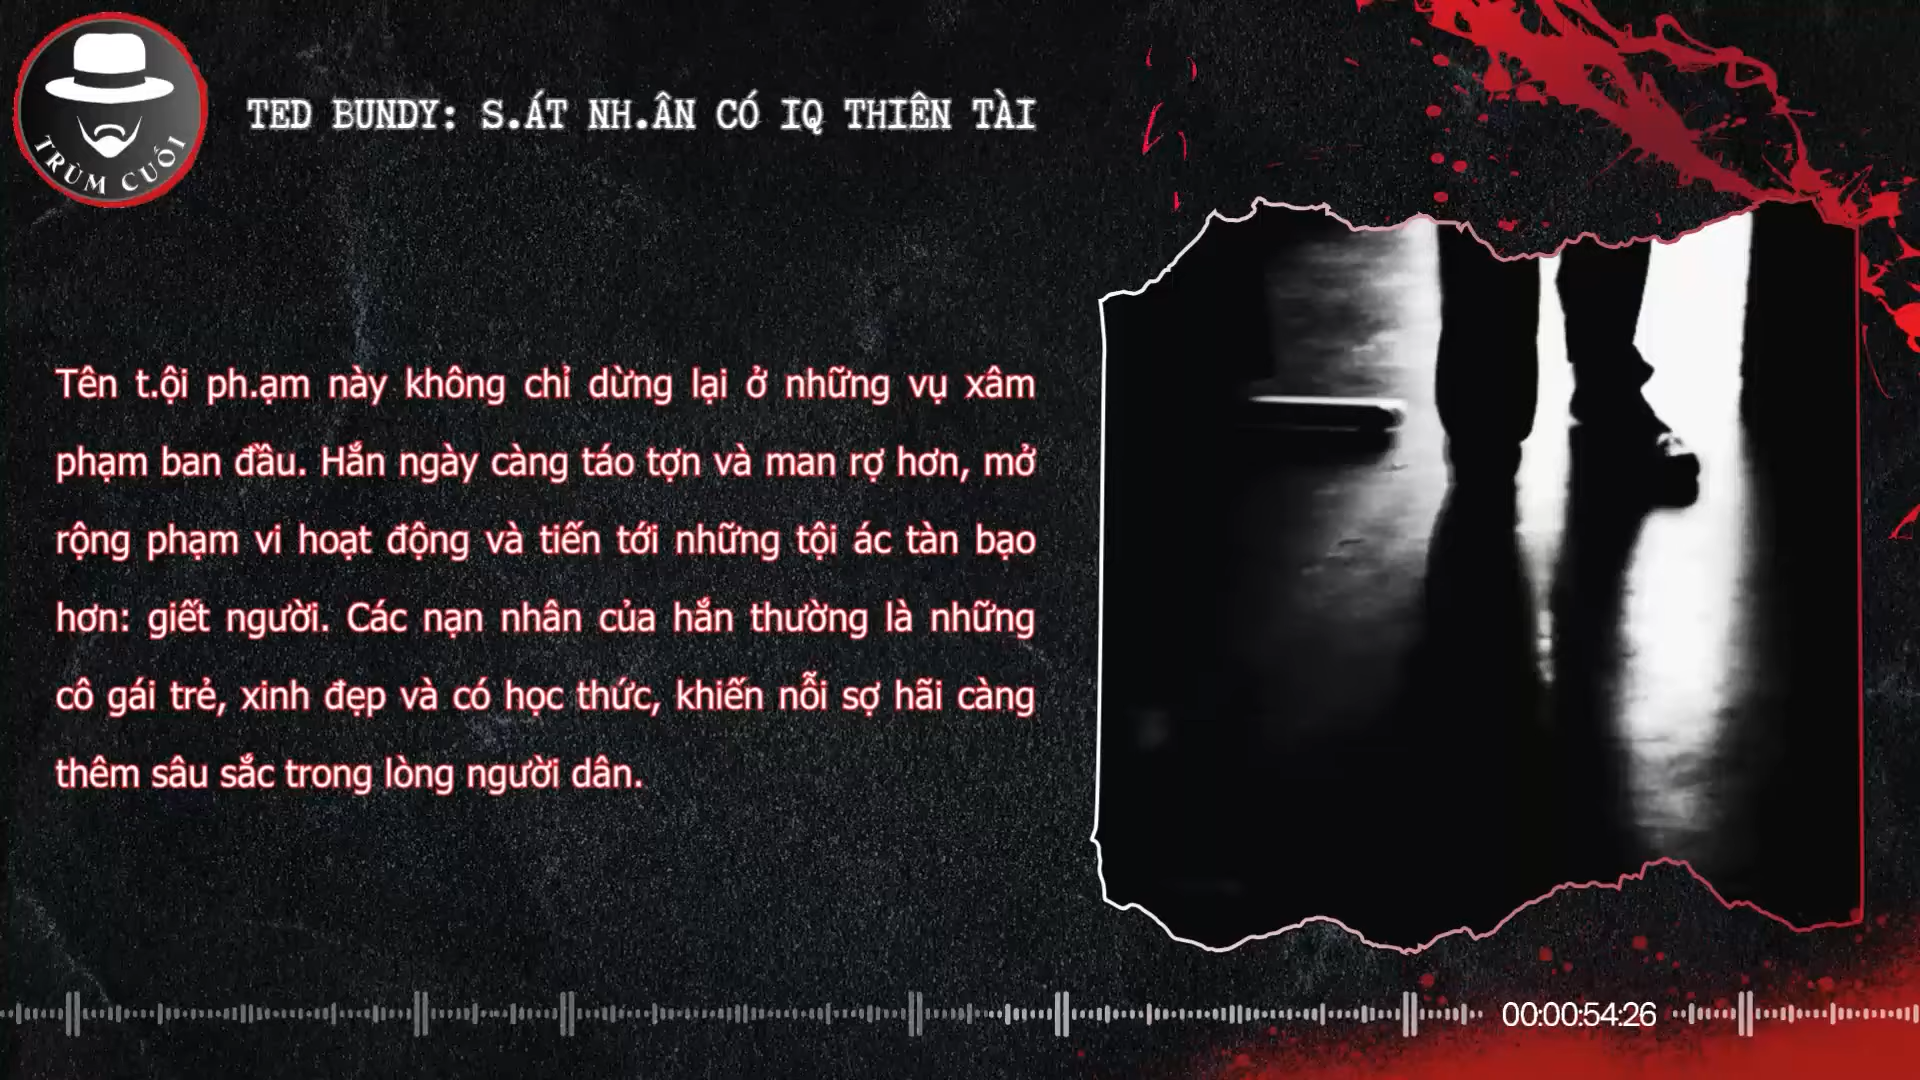 TRÙM CUỐI
TED BUNDY: S.ÁT NH.ÂN CÓ IQ THIÊN TÀI
Tên t.ội ph.ạm này không chỉ dừng lại ở những vụ xâm
phạm ban đầu. Hắn ngày càng táo tợn và man rợ hơn, mở
rộng phạm vi hoạt động và tiến tới những tội ác tàn bạo
hơn: giết người. Các nạn nhân của hắn thường là những
cô gái trẻ, xinh đẹp và có học thức, khiến nỗi sợ hãi càng
thêm sâu sắc trong lòng người dân.
00:00:54:26